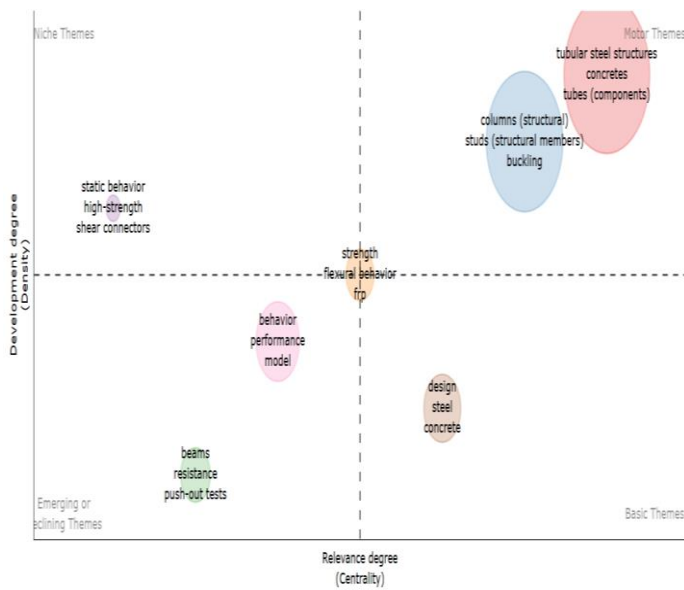 Niche Themes
Motor Themes
tubular steel structures
concretes
tubes (components)
columns (structural)
studs (structural members)
buckling
static behavior
high-strength
shear connectors
strength
flexural behavior
frp
behavior
performance
model
design
steel
concrete
beams
resistance
push-out tests
Emerging or
eclining Themes
Basic Themes
Development degree
(Density)
Relevance degree
(Centrality)